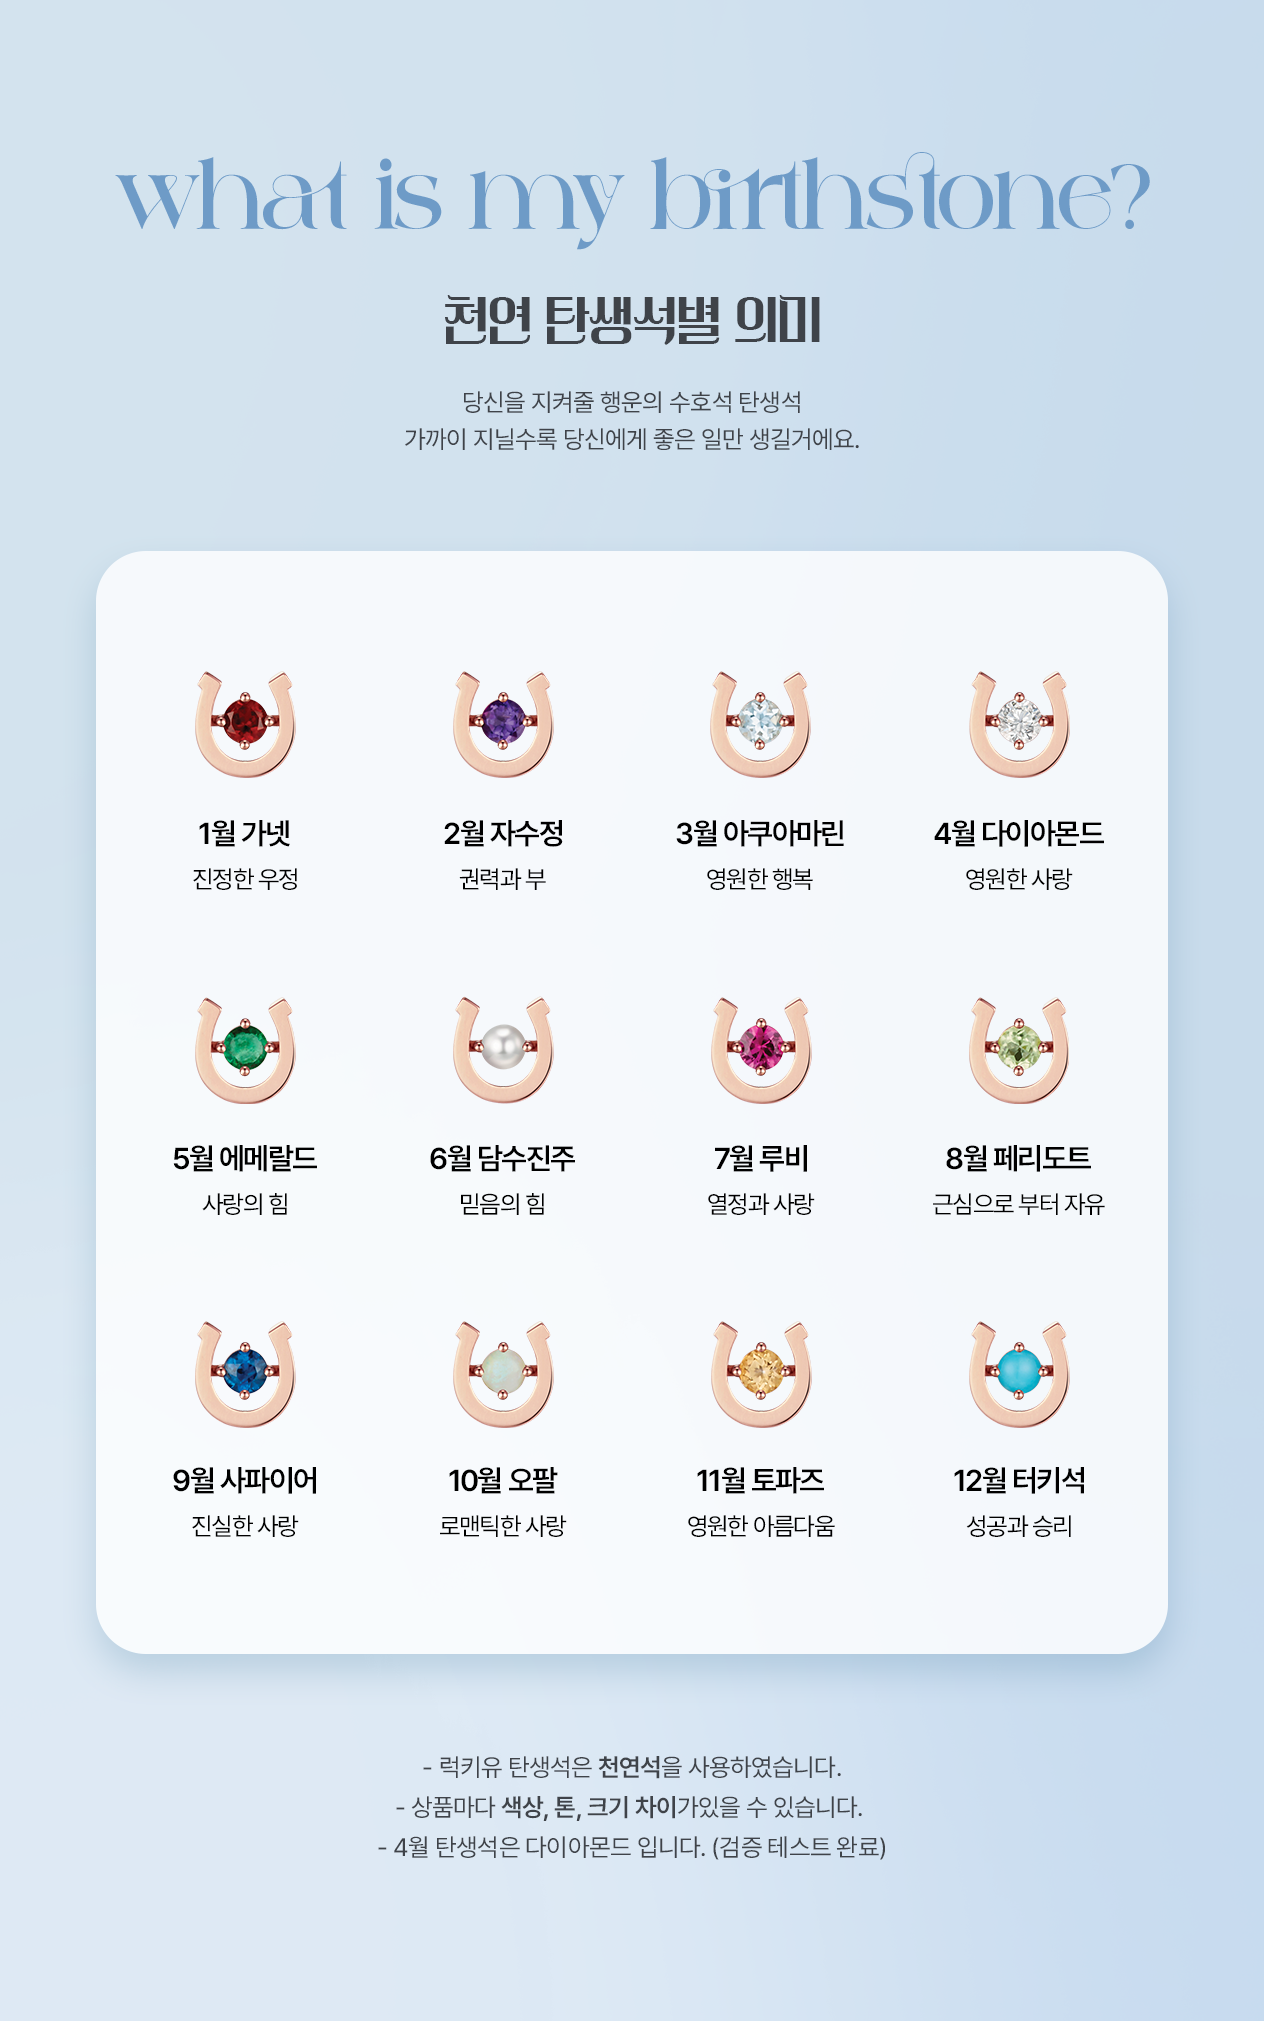 what is my birthstone?
천연 탄생석별 의미
당신을 지켜줄 행운의 수호석 탄생석
가까이 지닐수록 당신에게 좋은 일만 생길거에요.
1월 가넷
진정한 우정
2월 자수정
권력과 부
3월 아쿠아마린
영원한 행복
4월 다이아몬드
영원한 사랑
5월 에메랄드
사랑의 힘
6월 담수진주
믿음의 힘
7월 루비
열정과 사랑
8월 페리도트
근심으로 부터 자유
9월 사파이어
진실한 사랑
10월 오팔
로맨틱한 사랑
11월 토파즈
영원한 아름다움
12월 터키석
성공과 승리
- 럭키유 탄생석은 천연석을 사용하였습니다.
- 상품마다 색상, 톤, 크기 차이가있을 수 있습니다.
- 4월 탄생석은 다이아몬드 입니다. (검증 테스트 완료)